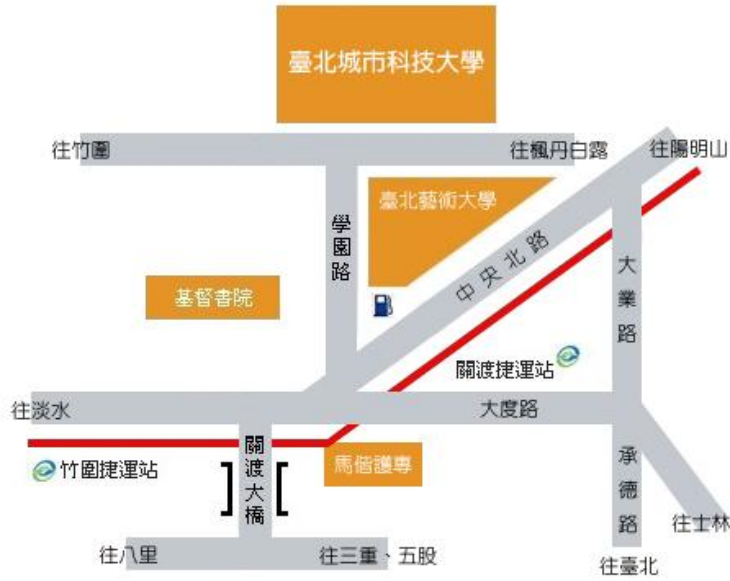 臺北城市科技大學
往竹圍
往楓丹白露
往陽明山
臺北藝術大學
學園路
中央北路
大業路
基督書院
關渡捷運站
往淡水
大度路
關渡大橋
竹圍捷運站
馬偕護專
承德路
往士林
往八里
往三重、五股
往臺北